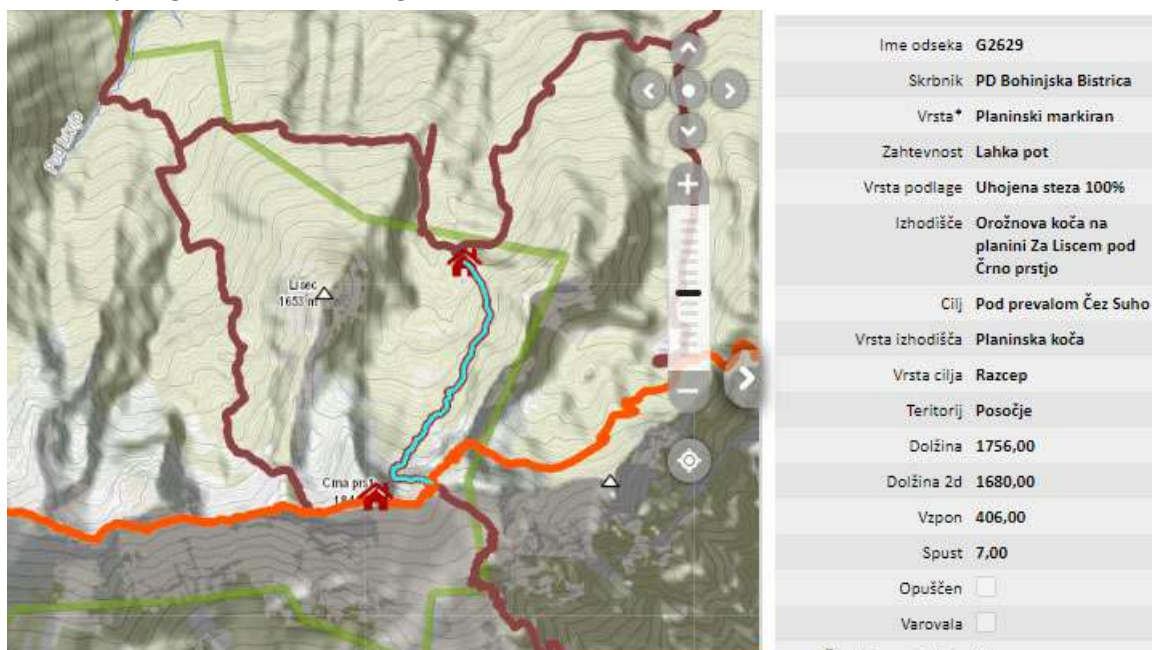 Pod Liscjo
Lisec
1653 m
Črna prst
184
Ime odseka G2629
Skrbnik PD Bohinjska Bistrica
Vrsta* Planinski markiran
Zahtevnost Lahka pot
Vrsta podlage Uhojena steza 100%
Izhodišče Orožnova koča na
planini Za Liscem pod
Črno prstjo
Cilj Pod prevalom Čez Suho
Vrsta izhodišča Planinska koča
Vrsta cilja Razcep
Teritorij Posočje
Dolžina 1756,00
Dolžina 2d 1680,00
Vzpon 406,00
Spust 7,00
Opuščen
Varovala